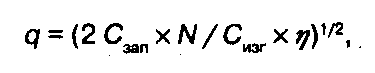 q = (2 Cзап × N / Cизг × η)^1/2,